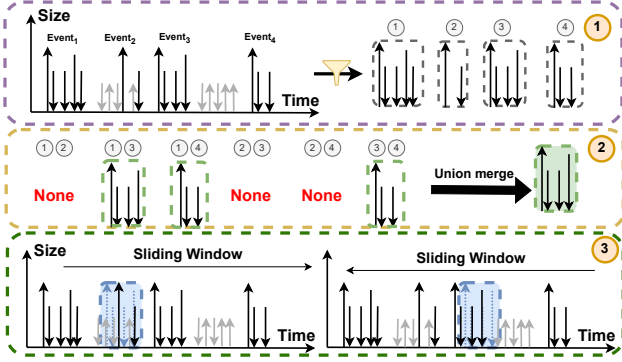 Size
Event1 Event2 Event3 Event4
Time
1 2 3 4
1
1 2 1 3 1 4 2 3 2 4 3 4
2
None None None
Union merge
3
Size
Sliding Window
Time
Sliding Window
Time